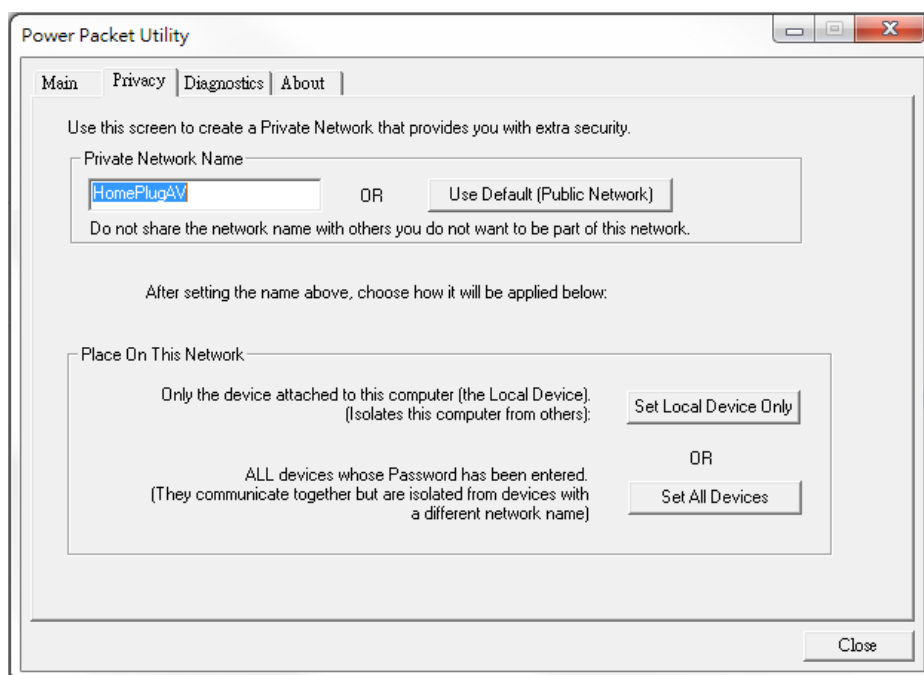 Power Packet Utility
Main Privacy Diagnostics About
Use this screen to create a Private Network that provides you with extra security.
Private Network Name
HomePlugAV OR Use Default (Public Network)
Do not share the network name with others you do not want to be part of this network.
After setting the name above, choose how it will be applied below:
Place On This Network
Only the device attached to this computer (the Local Device).
(Isolates this computer from others):
Set Local Device Only
OR
ALL devices whose Password has been entered.
(They communicate together but are isolated from devices with
a different network name)
Set All Devices
Close